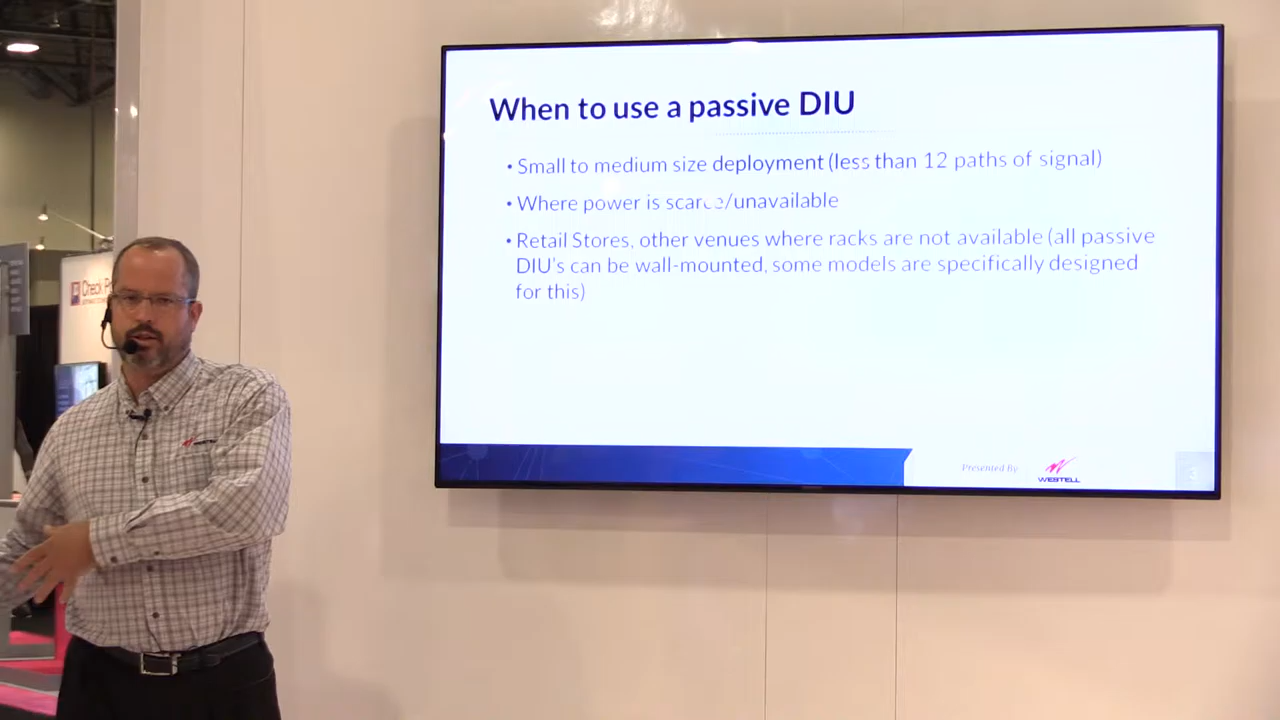 When to use a passive DIU
• Small to medium size deployment (less than 12 paths of signal)
• Where power is scarce/unavailable
• Retail Stores, other venues where racks are not available (all passive
DIU's can be wall-mounted, some models are specifically designed
for this)
Presented By
WESTELL
3
Check